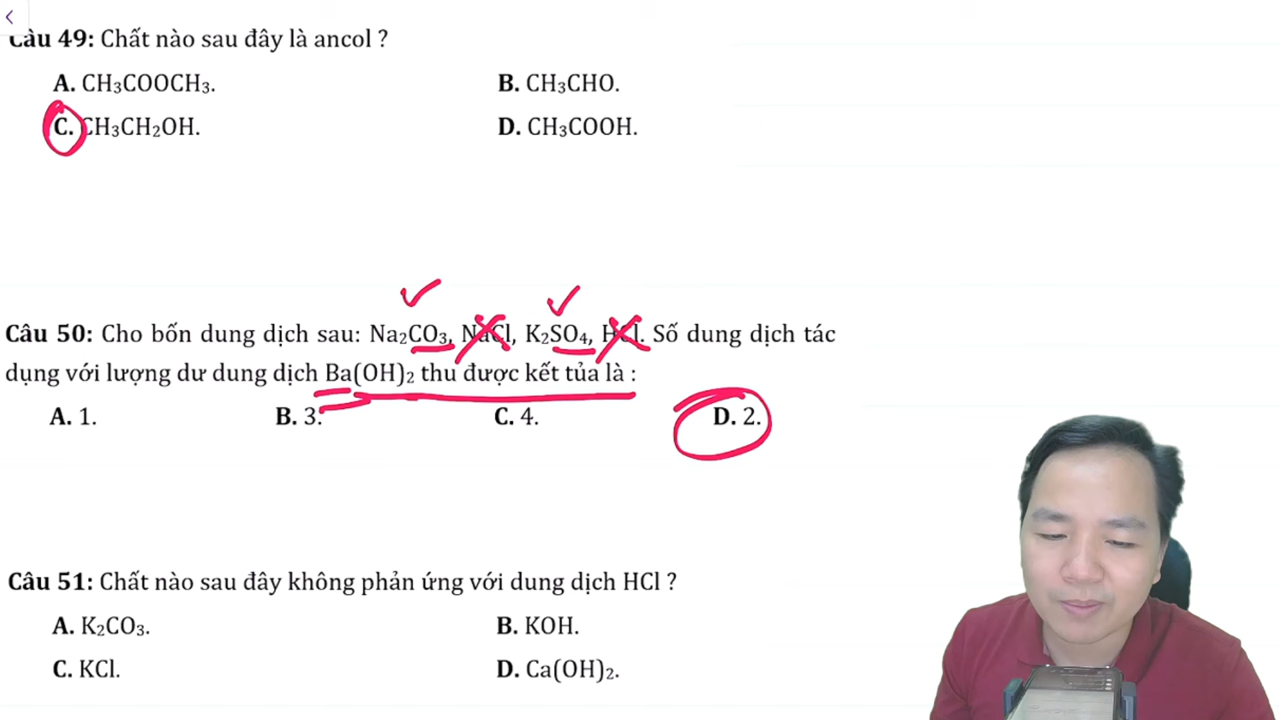 Câu 49: Chất nào sau đây là ancol ?
A. CH₃COOCH₃. B. CH₃CHO.
C. CH₃CH₂OH. D. CH₃COOH.
Câu 50: Cho bốn dung dịch sau: Na₂CO₃, NaCl, K₂SO₄, HCl. Số dung dịch tác
dụng với lượng dư dung dịch Ba(OH)₂ thu được kết tủa là :
A. 1. B. 3. C. 4. D. 2.
Câu 51: Chất nào sau đây không phản ứng với dung dịch HCl ?
A. K₂CO₃. B. KOH.
C. KCl. D. Ca(OH)₂.